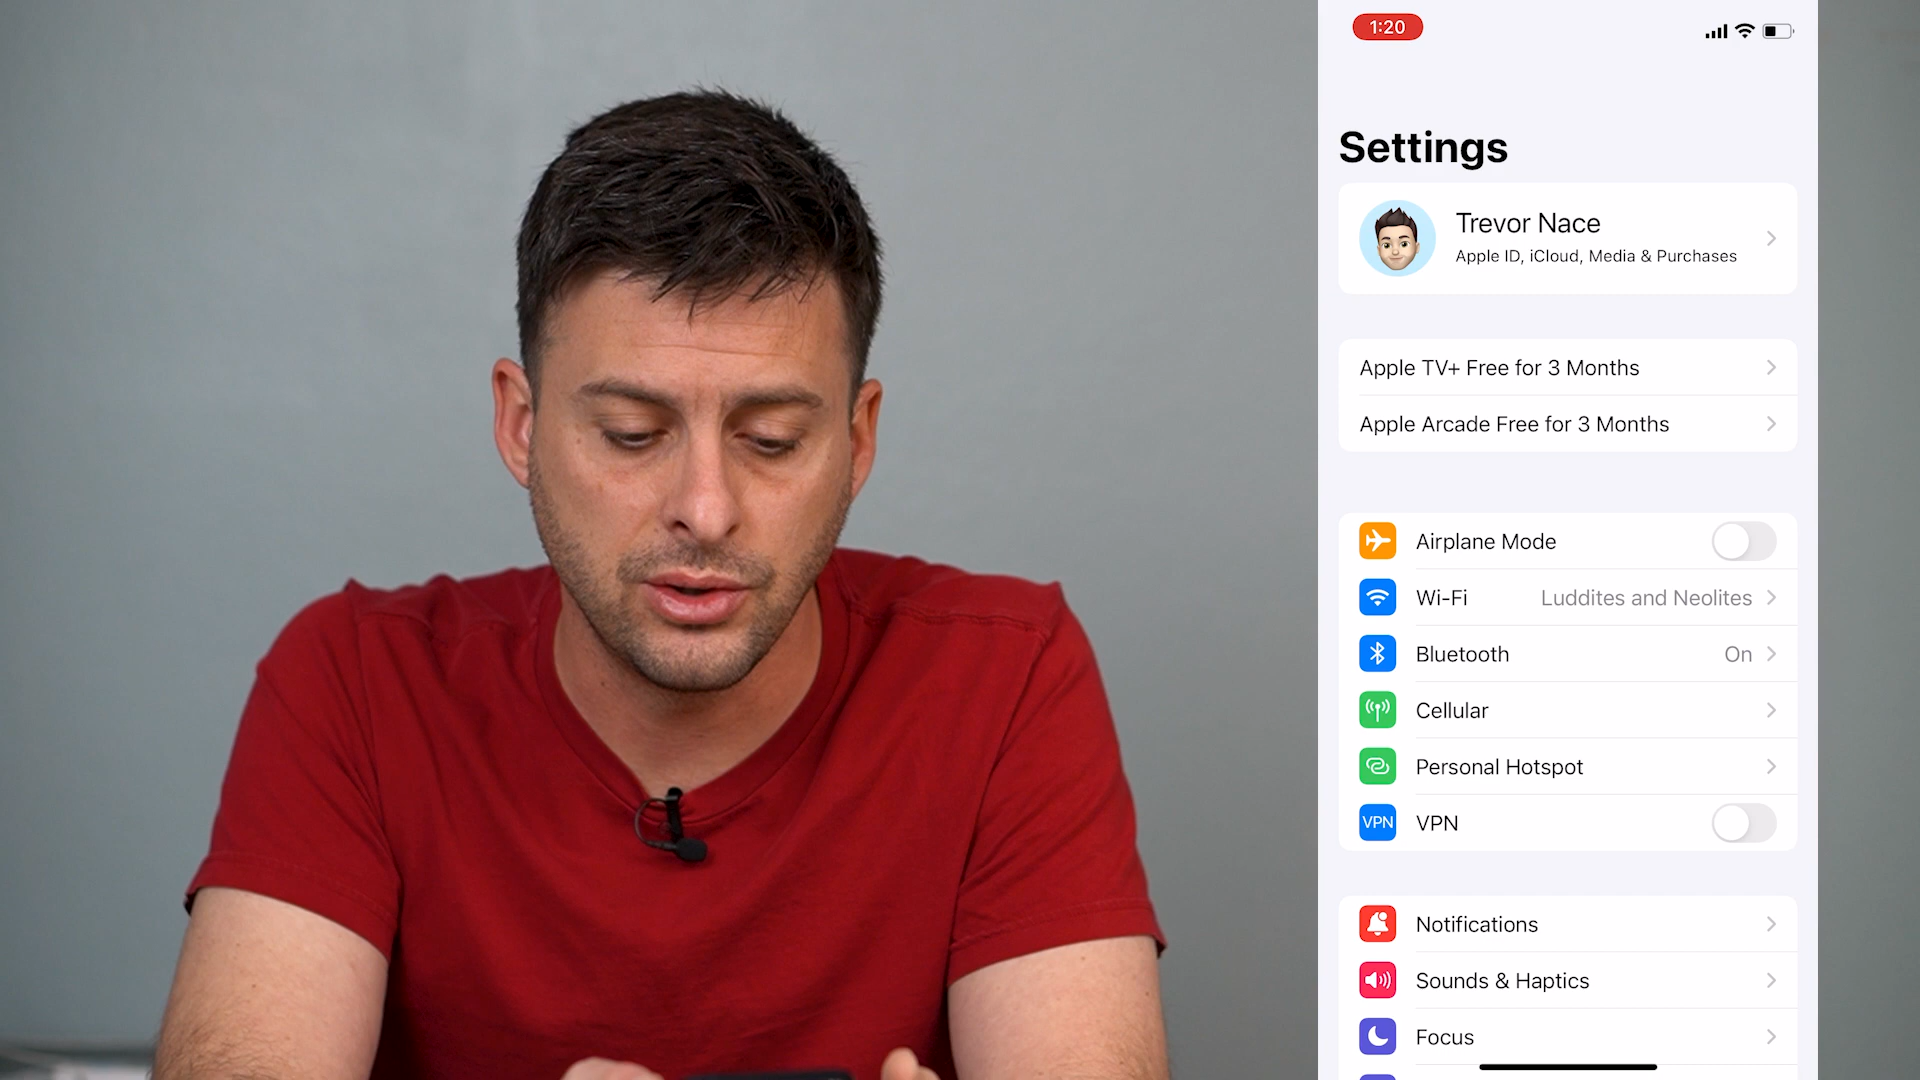 1:20
Settings
Trevor Nace
Apple ID, iCloud, Media & Purchases
Apple TV+ Free for 3 Months
Apple Arcade Free for 3 Months
Airplane Mode
Wi-Fi Luddites and Neolites
Bluetooth On
Cellular
Personal Hotspot
VPN VPN
Notifications
Sounds & Haptics
Focus